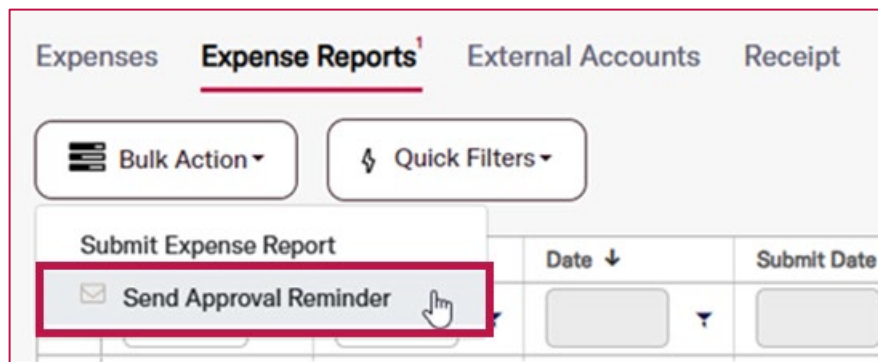 Expenses Expense Reports¹ External Accounts Receipt
Bulk Action Quick Filters
Submit Expense Report
Date ↓ Submit Date
Send Approval Reminder